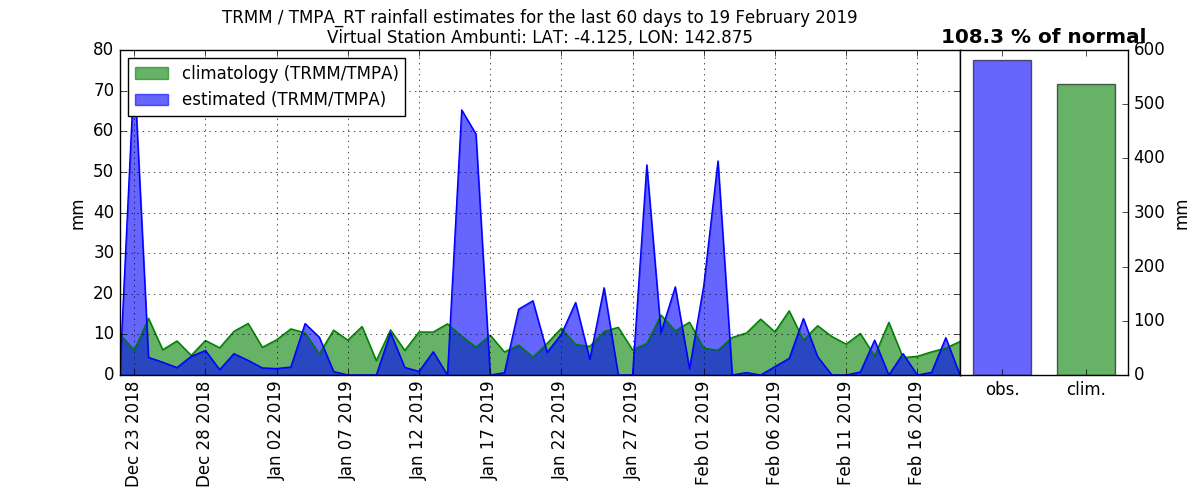 TRMM / TMPA_RT rainfall estimates for the last 60 days to 19 February 2019
Virtual Station Ambunti: LAT: -4.125, LON: 142.875
108.3 % of normal
climatology (TRMM/TMPA)
estimated (TRMM/TMPA)
80
70
60
50
40
30
20
10
0
mm
600
500
400
300
200
100
0
mm
Dec 23 2018
Dec 28 2018
Jan 02 2019
Jan 07 2019
Jan 12 2019
Jan 17 2019
Jan 22 2019
Jan 27 2019
Feb 01 2019
Feb 06 2019
Feb 11 2019
Feb 16 2019
obs.
clim.